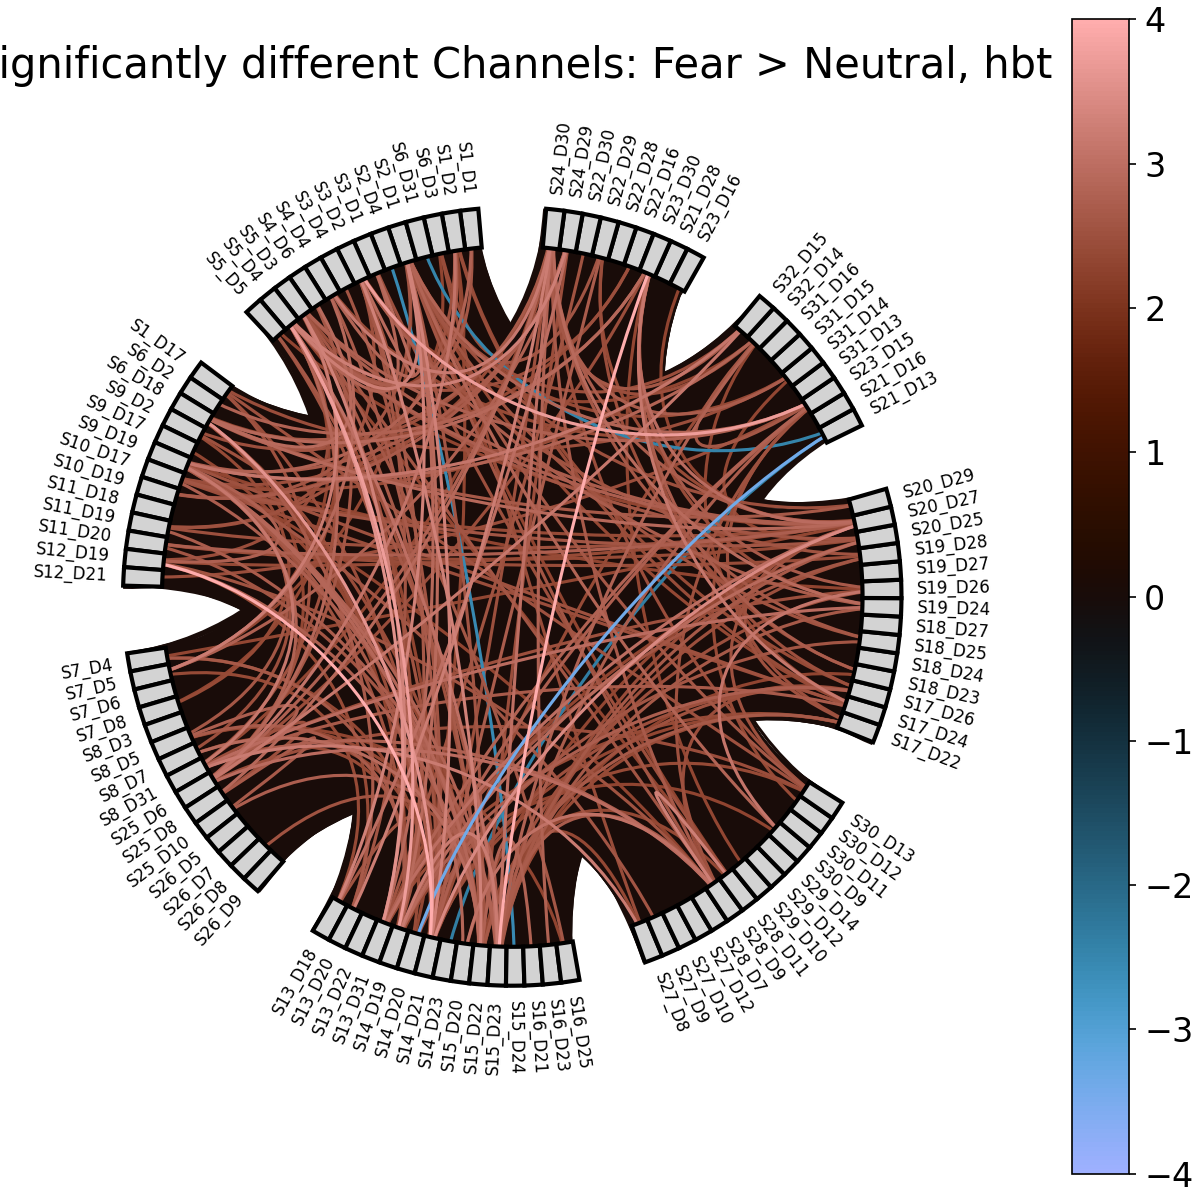 ignificantly different Channels: Fear > Neutral, hbt
4
3
2
1
0
−1
−2
−3
−4
S24_D30
S24_D29
S22_D30
S22_D29
S22_D28
S22_D16
S23_D30
S21_D28
S23_D16
S32_D15
S32_D14
S31_D16
S31_D15
S31_D14
S31_D13
S23_D15
S21_D16
S21_D13
S20_D29
S20_D27
S20_D25
S19_D28
S19_D27
S19_D26
S19_D24
S18_D27
S18_D25
S18_D24
S18_D23
S17_D26
S17_D24
S17_D22
S30_D13
S30_D12
S30_D11
S30_D9
S29_D14
S29_D12
S29_D10
S28_D11
S28_D9
S28_D7
S27_D12
S27_D10
S27_D9
S27_D8
S16_D25
S16_D23
S16_D21
S15_D24
S15_D23
S15_D22
S15_D20
S14_D23
S14_D21
S14_D20
S14_D19
S13_D31
S13_D22
S13_D20
S13_D18
S26_D9
S26_D8
S26_D7
S26_D5
S25_D10
S25_D8
S25_D6
S8_D31
S8_D7
S8_D5
S8_D3
S7_D8
S7_D6
S7_D5
S7_D4
S12_D21
S12_D19
S11_D20
S11_D19
S11_D18
S10_D19
S10_D17
S9_D19
S9_D17
S9_D2
S6_D18
S6_D2
S1_D17
S5_D5
S5_D4
S5_D3
S4_D6
S4_D4
S3_D4
S3_D2
S3_D1
S2_D4
S2_D1
S6_D31
S6_D3
S1_D2
S1_D1